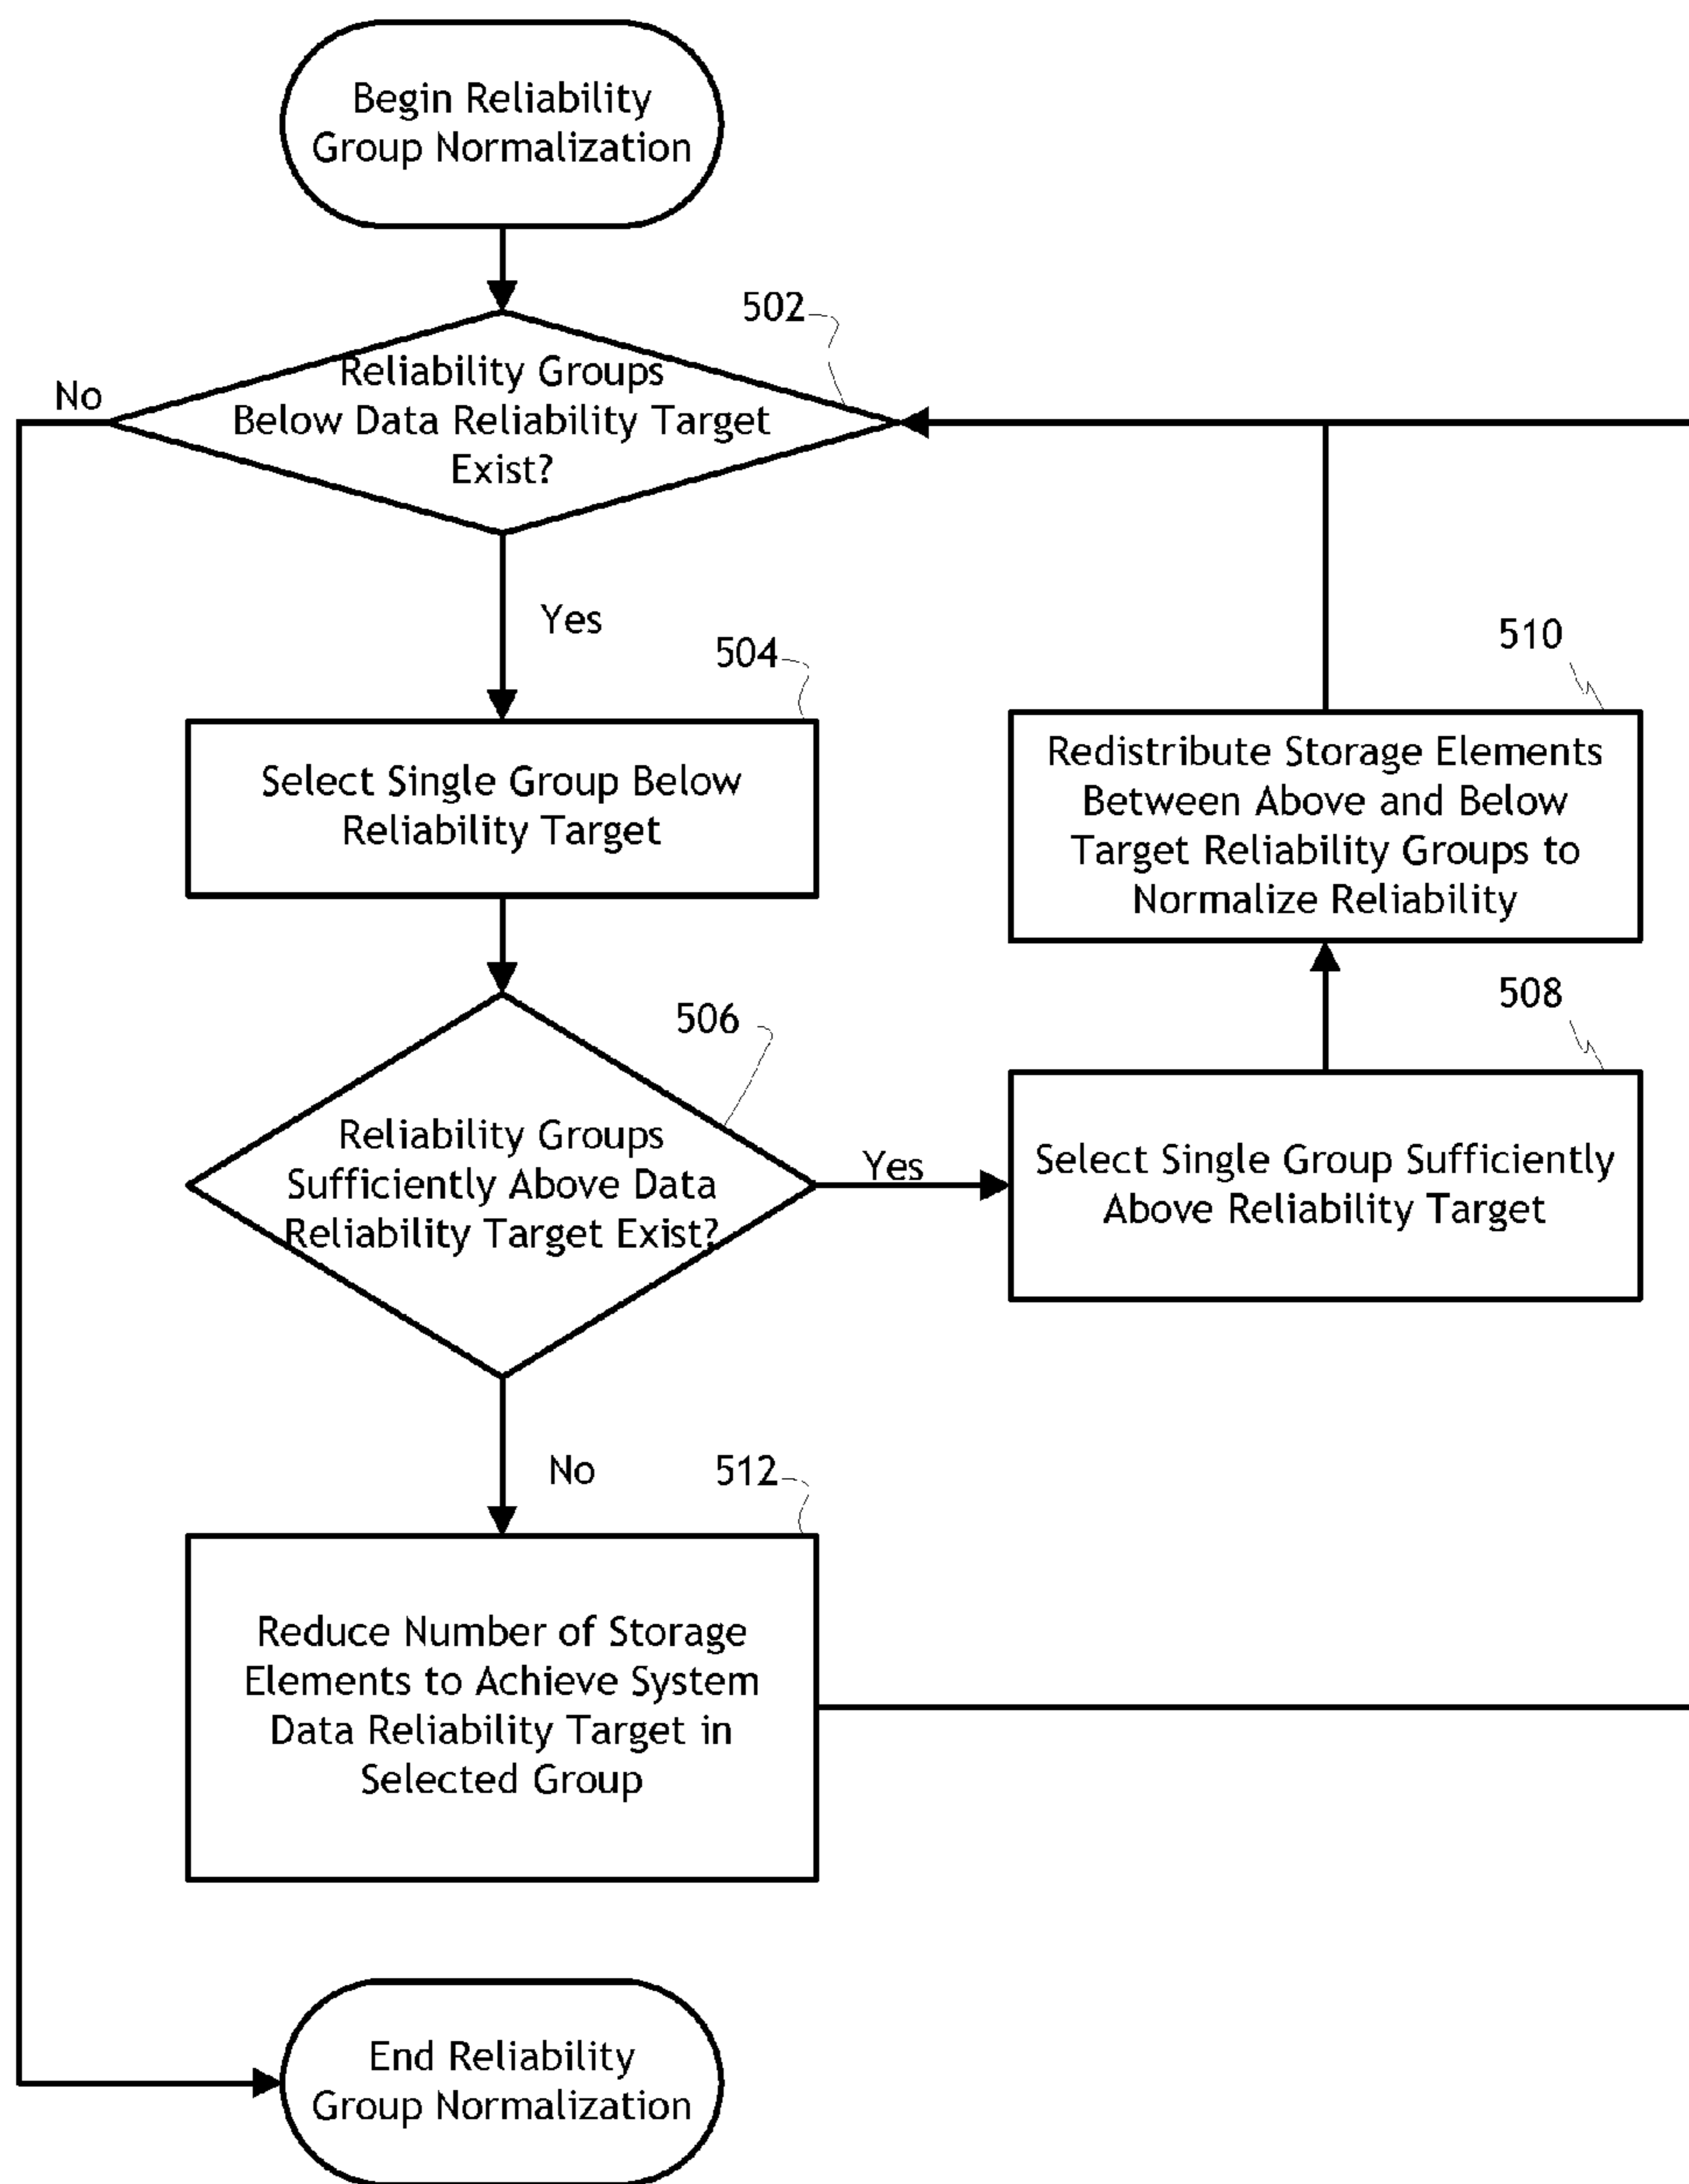 Begin Reliability
Group Normalization
502
No
Reliability Groups
Below Data Reliability Target
Exist?
Yes
504
510
Select Single Group Below
Reliability Target
Redistribute Storage Elements
Between Above and Below
Target Reliability Groups to
Normalize Reliability
506
508
Reliability Groups
Sufficiently Above Data
Reliability Target Exist?
Yes
Select Single Group Sufficiently
Above Reliability Target
No
512
Reduce Number of Storage
Elements to Achieve System
Data Reliability Target in
Selected Group
End Reliability
Group Normalization